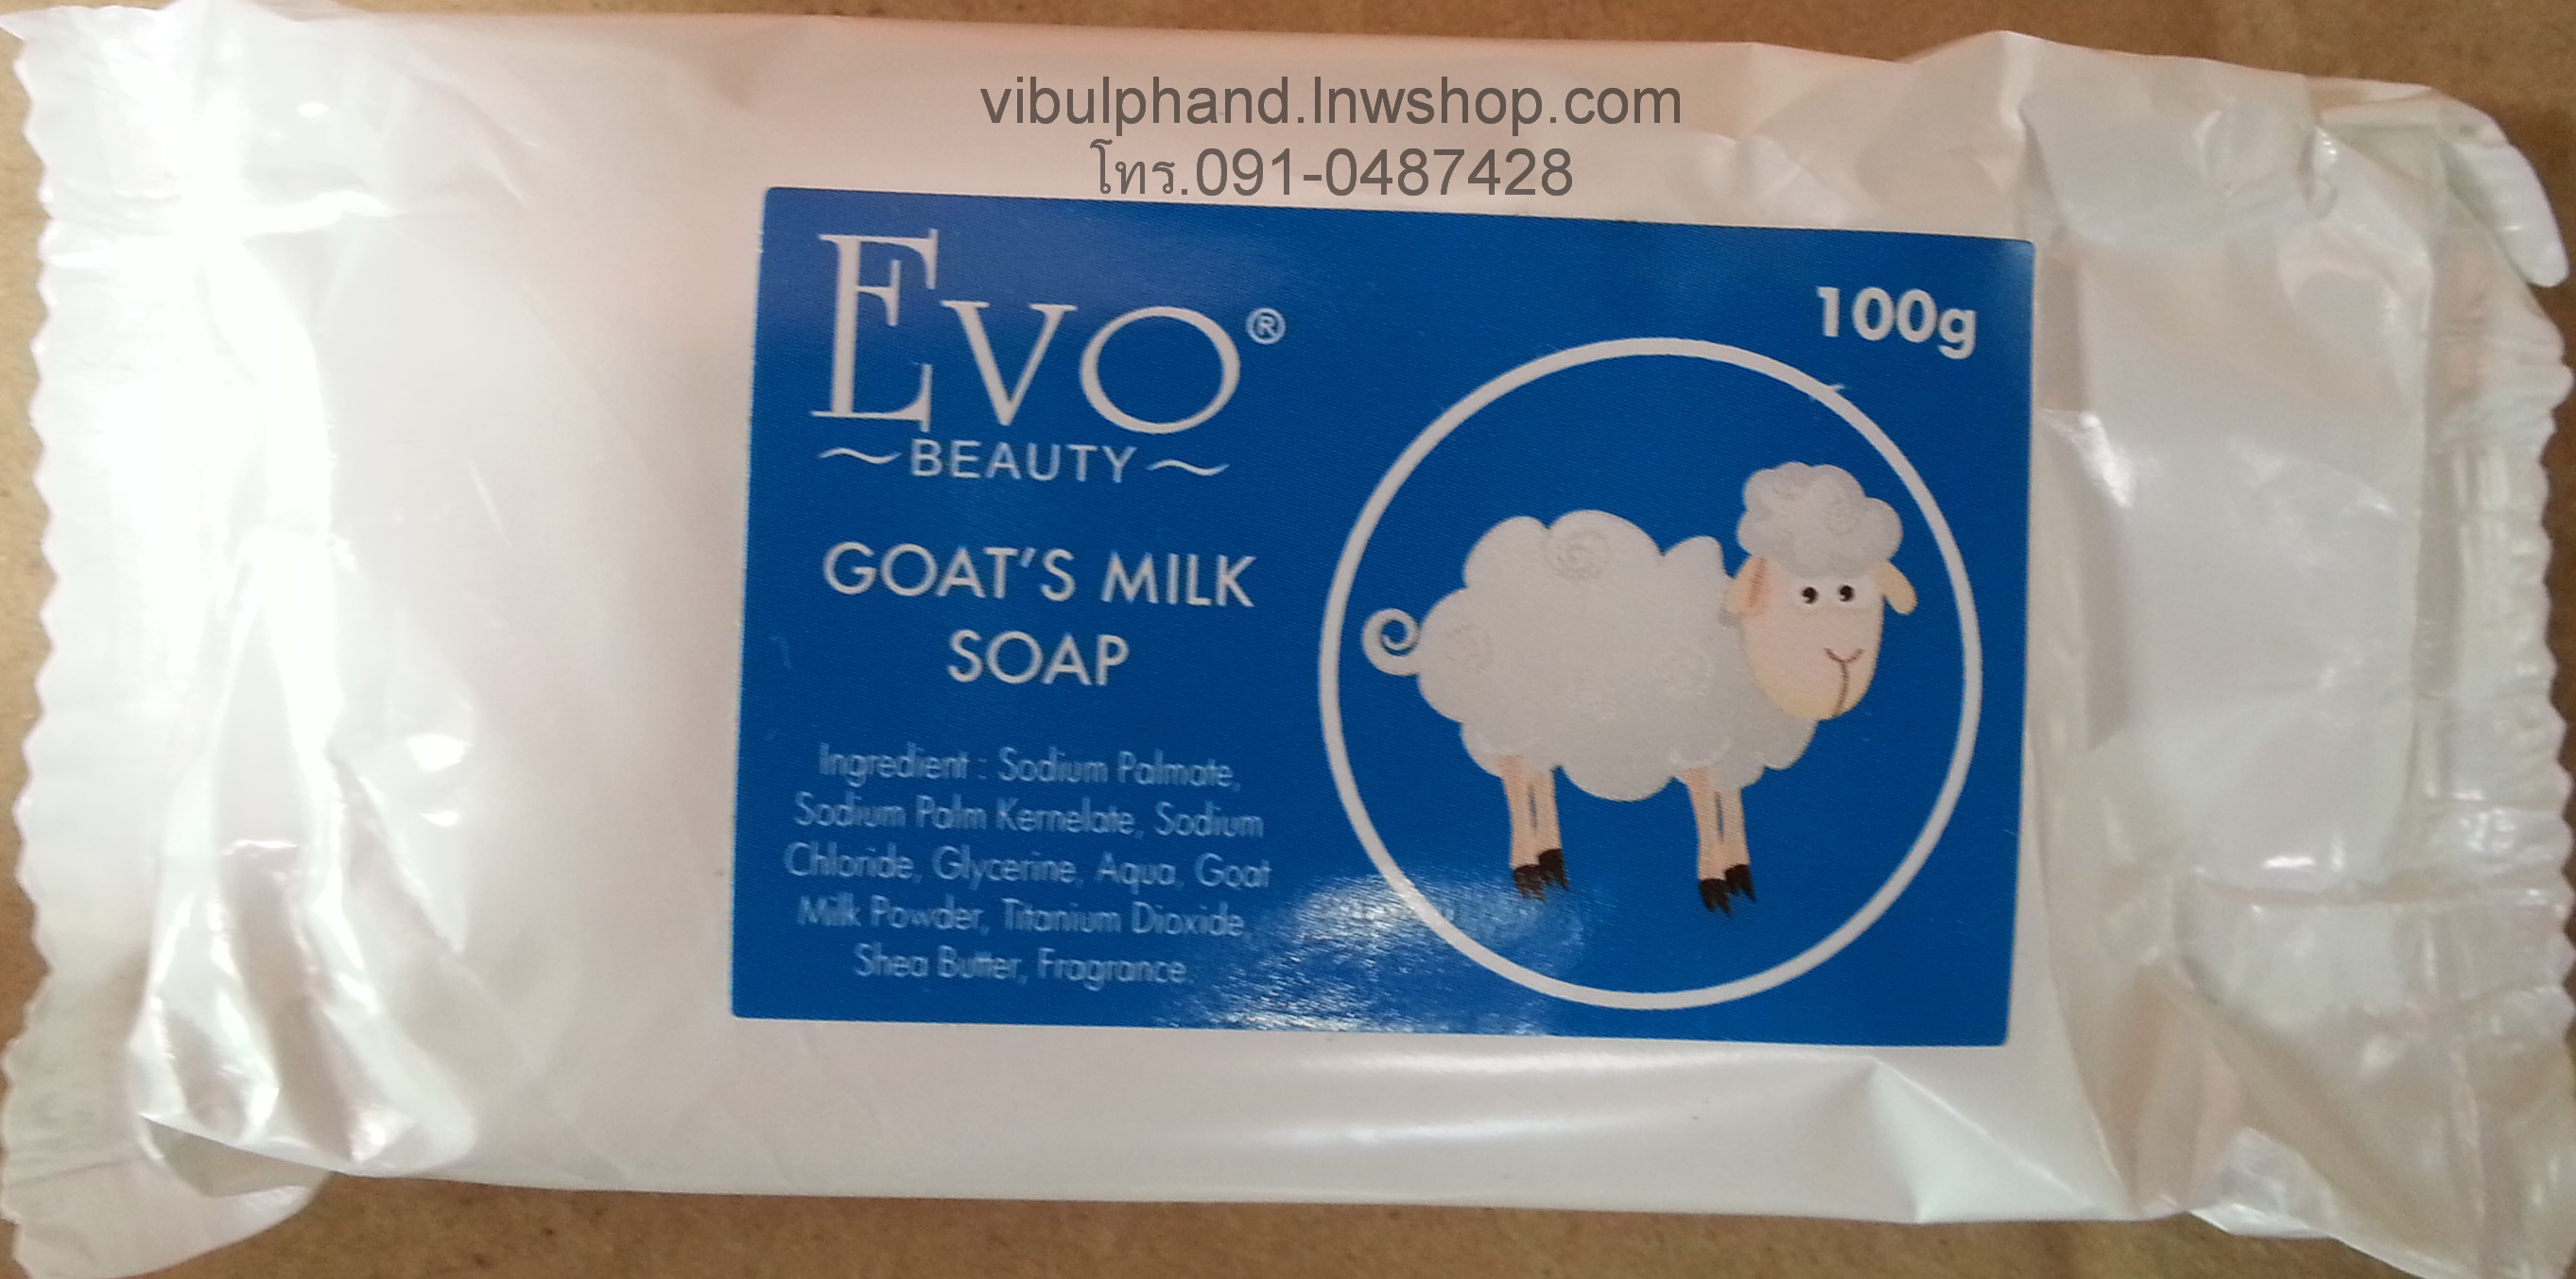 vibulphand.lnwshop.com
โทร.091-0487428
EVO®
~BEAUTY~
100g
GOAT'S MILK
SOAP
Ingredient : Sodium Palmate,
Sodium Palm Kernelate, Sodium
Chloride, Glycerine, Aqua, Goat
Milk Powder, Titanium Dioxide,
Shea Butter, Fragrance.